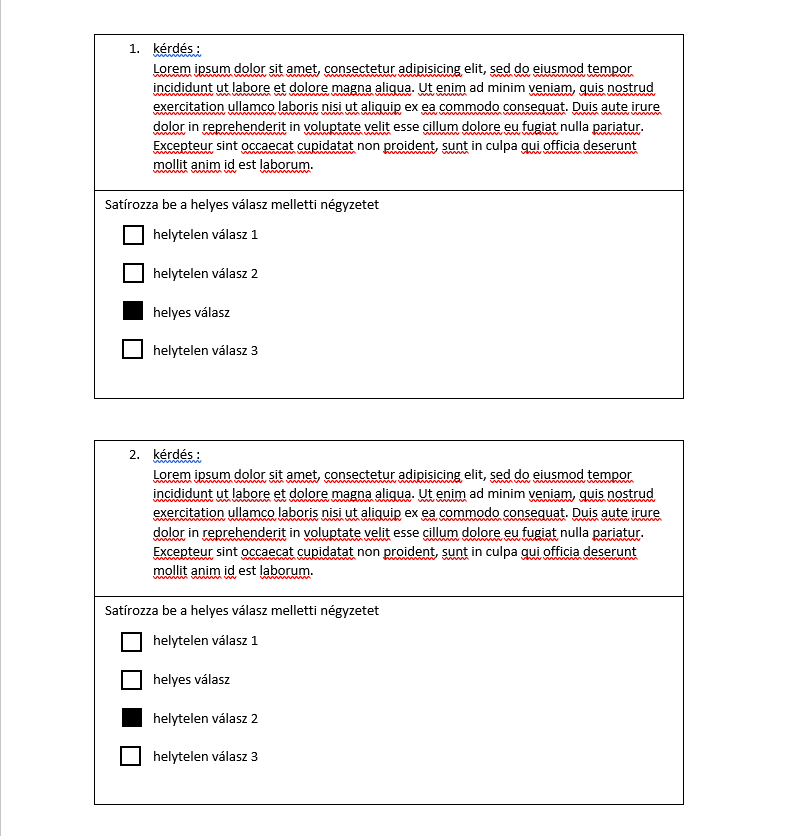 1. kérdés :
Lorem ipsum dolor sit amet, consectetur adipisicing elit, sed do eiusmod tempor
incididunt ut labore et dolore magna aliqua. Ut enim ad minim veniam, quis nostrud
exercitation ullamco laboris nisi ut aliquip ex ea commodo consequat. Duis aute irure
dolor in reprehenderit in voluptate velit esse cillum dolore eu fugiat nulla pariatur.
Excepteur sint occaecat cupidatat non proident, sunt in culpa qui officia deserunt
mollit anim id est laborum.
Satírozza be a helyes válasz melletti négyzetet
helytelen válasz 1
helytelen válasz 2
helyes válasz
helytelen válasz 3
2. kérdés :
Lorem ipsum dolor sit amet, consectetur adipisicing elit, sed do eiusmod tempor
incididunt ut labore et dolore magna aliqua. Ut enim ad minim veniam, quis nostrud
exercitation ullamco laboris nisi ut aliquip ex ea commodo consequat. Duis aute irure
dolor in reprehenderit in voluptate velit esse cillum dolore eu fugiat nulla pariatur.
Excepteur sint occaecat cupidatat non proident, sunt in culpa qui officia deserunt
mollit anim id est laborum.
Satírozza be a helyes válasz melletti négyzetet
helytelen válasz 1
helyes válasz
helytelen válasz 2
helytelen válasz 3